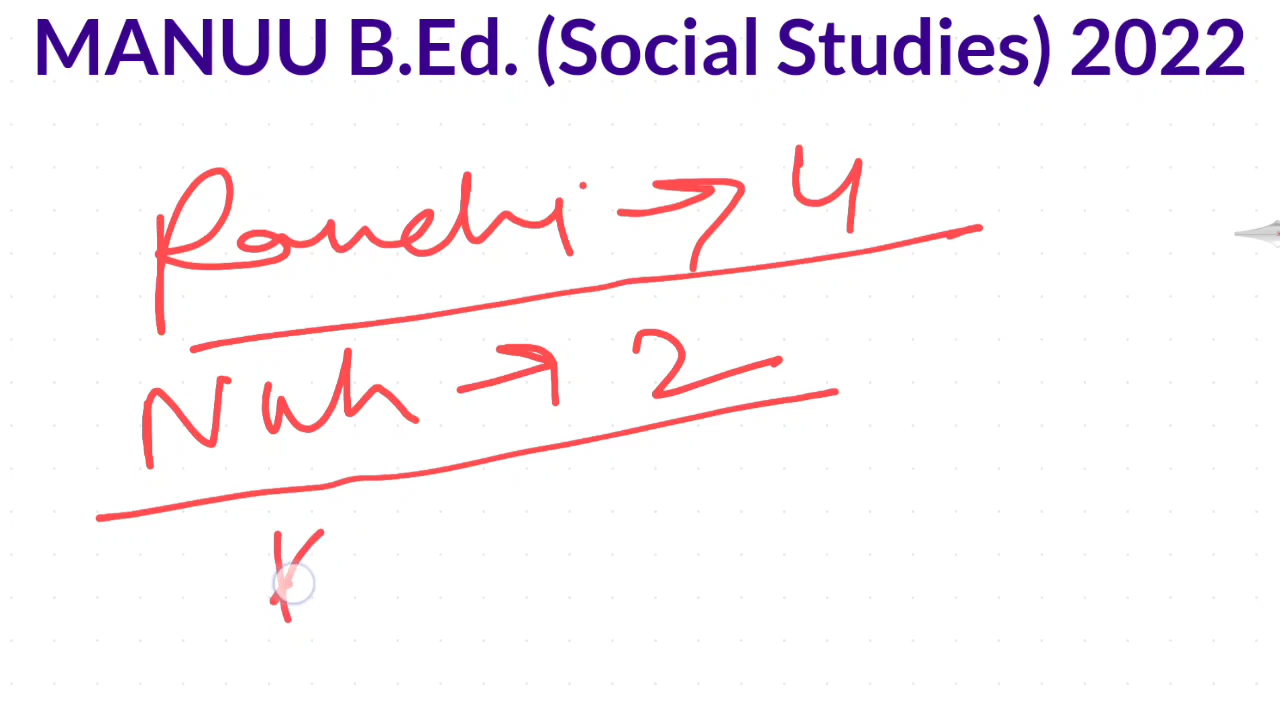 MANUU B.Ed. (Social Studies) 2022
Ranchi → 4
Nuh → 2
K